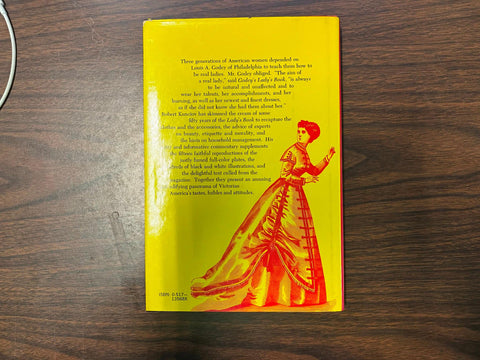 Three generations of American women depended on
Louis A. Godey of Philadelphia to teach them how to
be real ladies. Mr. Godey obliged. "The aim of
a real lady," said Godey's Lady's Book, "is always
to be natural and unaffected and to
wear her talents, her accomplishments, and her
learning, as well as her newest and finest dresses,
as if she did not know she had them about her."
Robert Kunciov has skimmed the cream of some
fifty years of the Lady's Book to recapture the
clothes and the accessories, the advice of experts
on beauty, etiquette and morality, and
the hints on household management. His
and informative commentary supplements
the fifteen faithful reproductions of the
tinted full-color plates, the
of black and white illustrations, and
the delightful text culled from the
magazine. Together they present an amusing
edifying panorama of Victorian
America's tastes, foibles and attitudes.
ISBN: 0-517-
130688